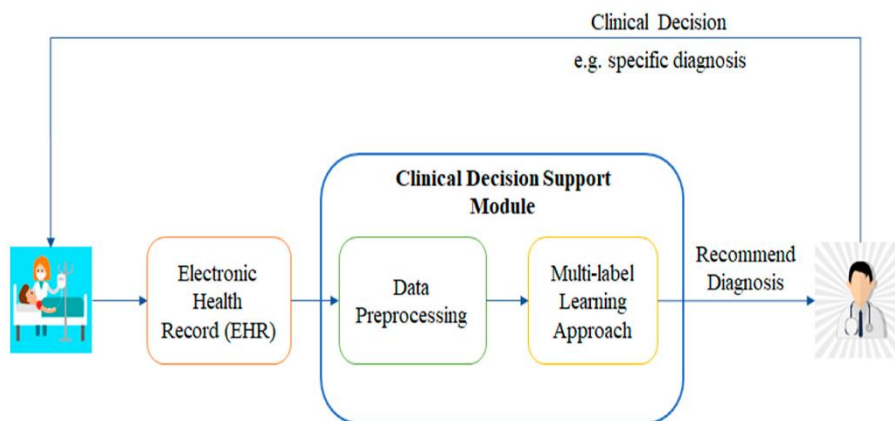 Clinical Decision
e.g. specific diagnosis
Clinical Decision Support
Module
Electronic
Health
Record (EHR)
Data
Preprocessing
Multi-label
Learning
Approach
Recommend
Diagnosis